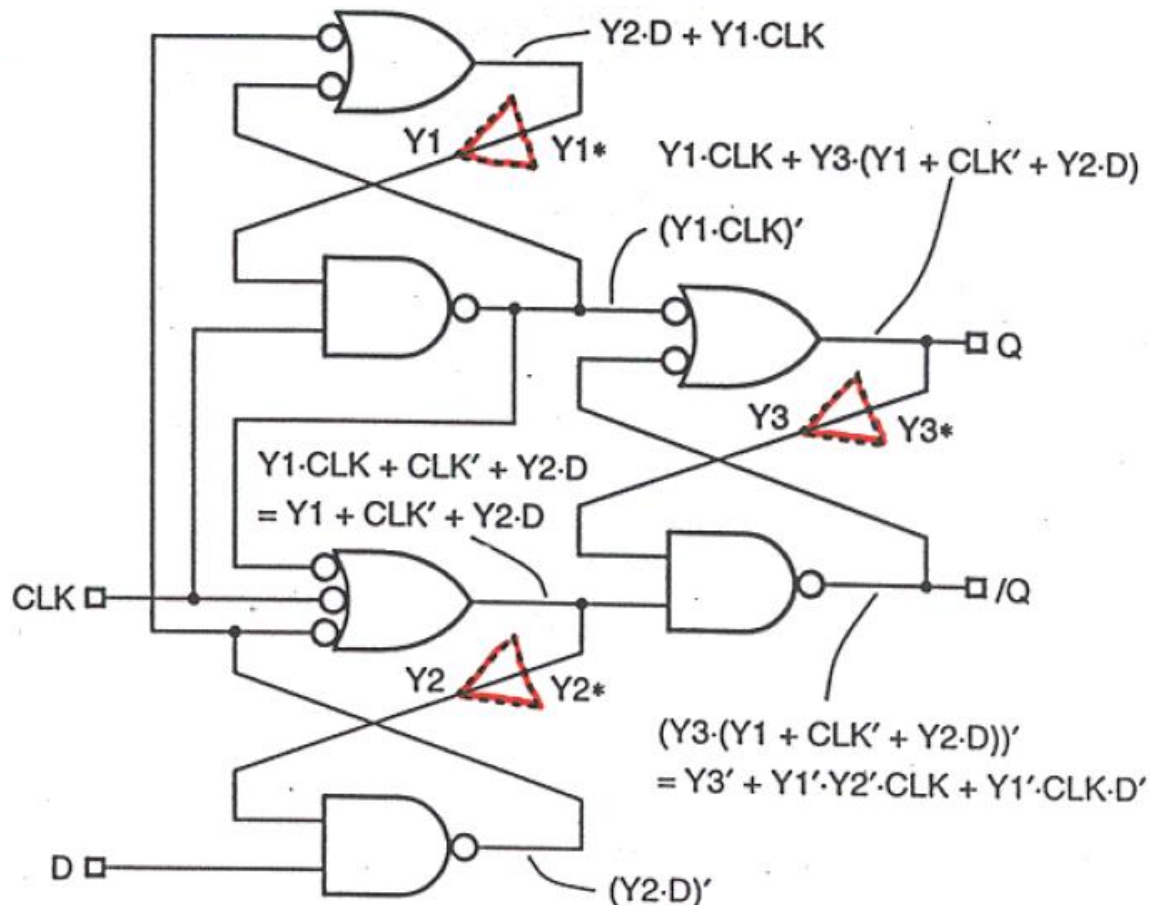 Y2·D + Y1·CLK
Y1
Y1*
Y1·CLK + Y3·(Y1 + CLK′ + Y2·D)
(Y1·CLK)′
Q
Y3
Y3*
Y1·CLK + CLK′ + Y2·D
= Y1 + CLK′ + Y2·D
CLK
/Q
Y2
Y2*
(Y3·(Y1 + CLK′ + Y2·D))′
= Y3′ + Y1′·Y2′·CLK + Y1′·CLK·D′
D
(Y2·D)′